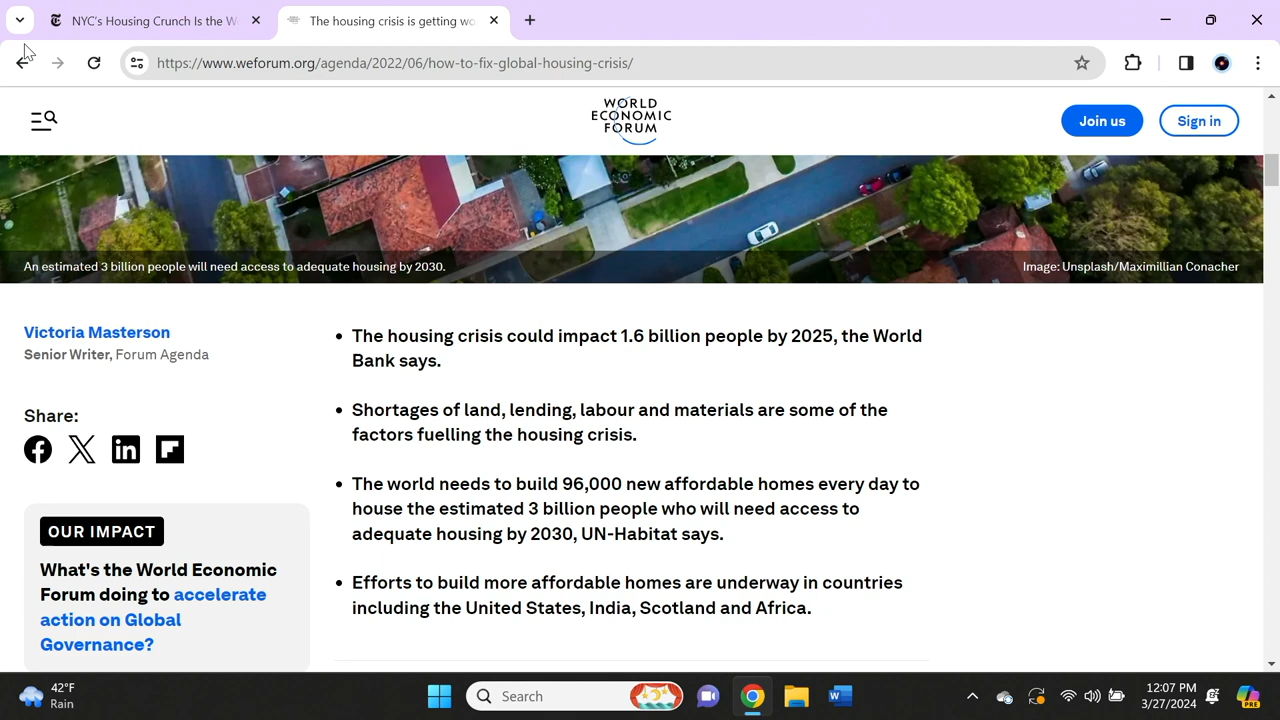 NYC's Housing Crunch Is the W
The housing crisis is getting wo
https://www.weforum.org/agenda/2022/06/how-to-fix-global-housing-crisis/
WORLD
ECONOMIC
FORUM
Join us
Sign in
An estimated 3 billion people will need access to adequate housing by 2030.
Image: Unsplash/Maximillian Conacher
Victoria Masterson
Senior Writer, Forum Agenda
Share:
OUR IMPACT
What's the World Economic
Forum doing to accelerate
action on Global
Governance?
• The housing crisis could impact 1.6 billion people by 2025, the World
Bank says.
• Shortages of land, lending, labour and materials are some of the
factors fuelling the housing crisis.
• The world needs to build 96,000 new affordable homes every day to
house the estimated 3 billion people who will need access to
adequate housing by 2030, UN-Habitat says.
• Efforts to build more affordable homes are underway in countries
including the United States, India, Scotland and Africa.
42°F
Rain
Search
12:07 PM
3/27/2024
PRE